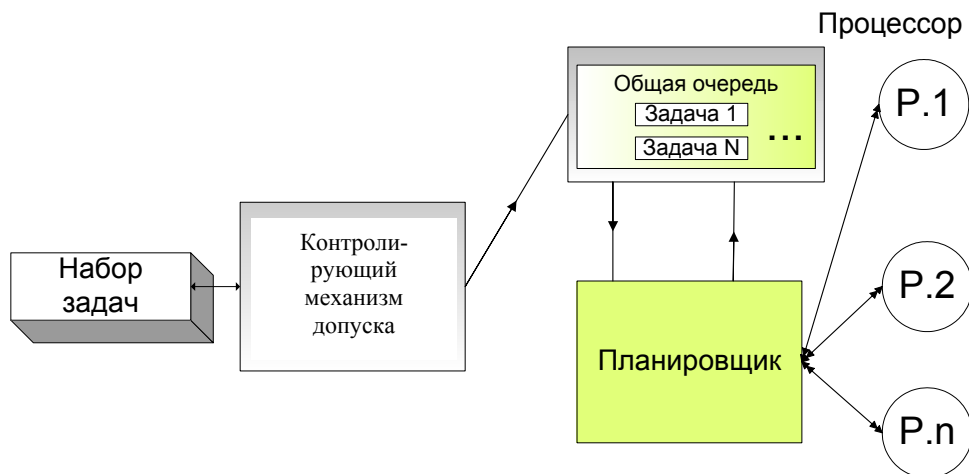 Процессор
Общая очередь
Задача 1
...
Задача N
P.1
Набор
задач
Контроли-
рующий
механизм
допуска
Планировщик
P.2
P.n